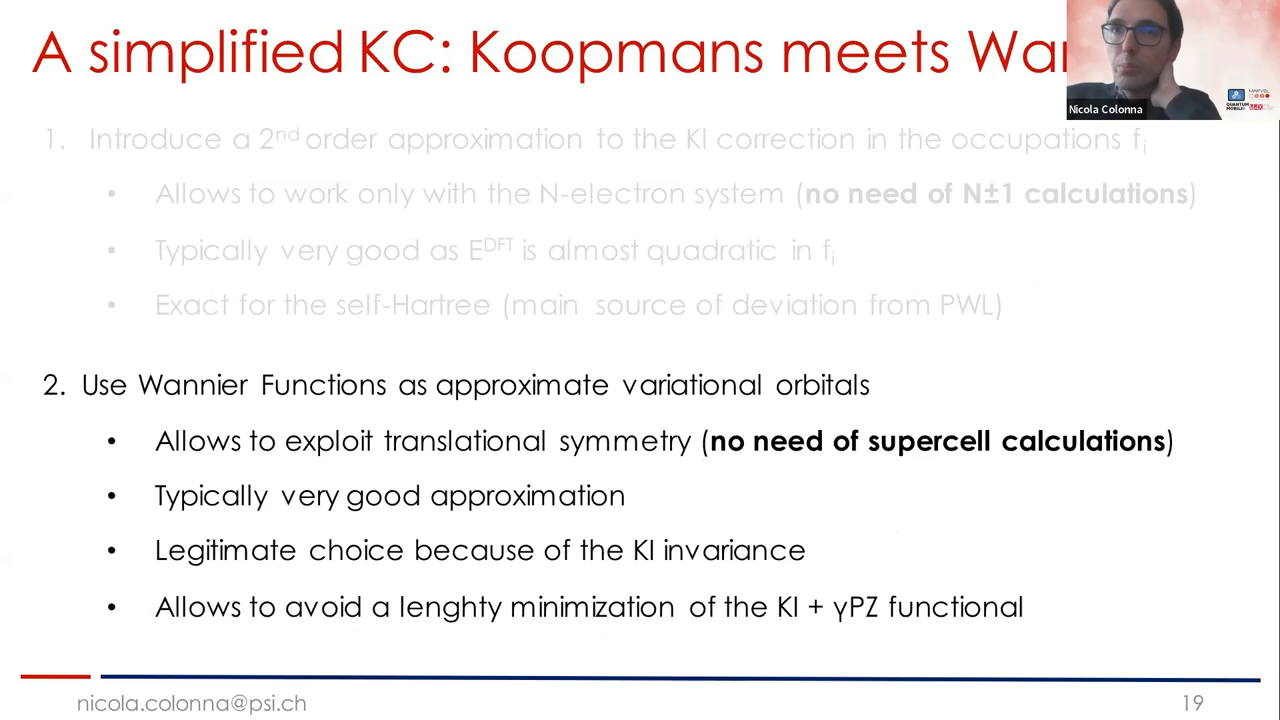 A simplified KC: Koopmans meets Wan
Nicola Colonna
QUANTUM MOBILE
MARVEL
1. Introduce a 2nd order approximation to the KI correction in the occupations fi
• Allows to work only with the N-electron system (no need of N±1 calculations)
• Typically very good as EDFT is almost quadratic in fi
• Exact for the self-Hartree (main source of deviation from PWL)
2. Use Wannier Functions as approximate variational orbitals
• Allows to exploit translational symmetry (no need of supercell calculations)
• Typically very good approximation
• Legitimate choice because of the KI invariance
• Allows to avoid a lenghty minimization of the KI + γPZ functional
nicola.colonna@psi.ch
19